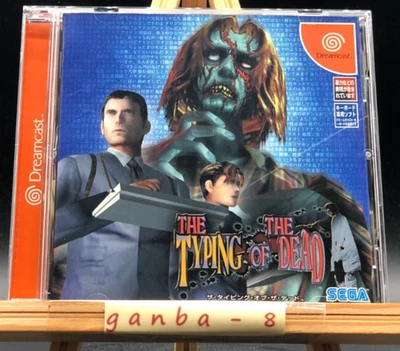 Dreamcast
Dreamcast.
THE THE
TYPING OF DEAD
ザ タイピング・オブ・ザ・デッド
SEGA
ganba - 8